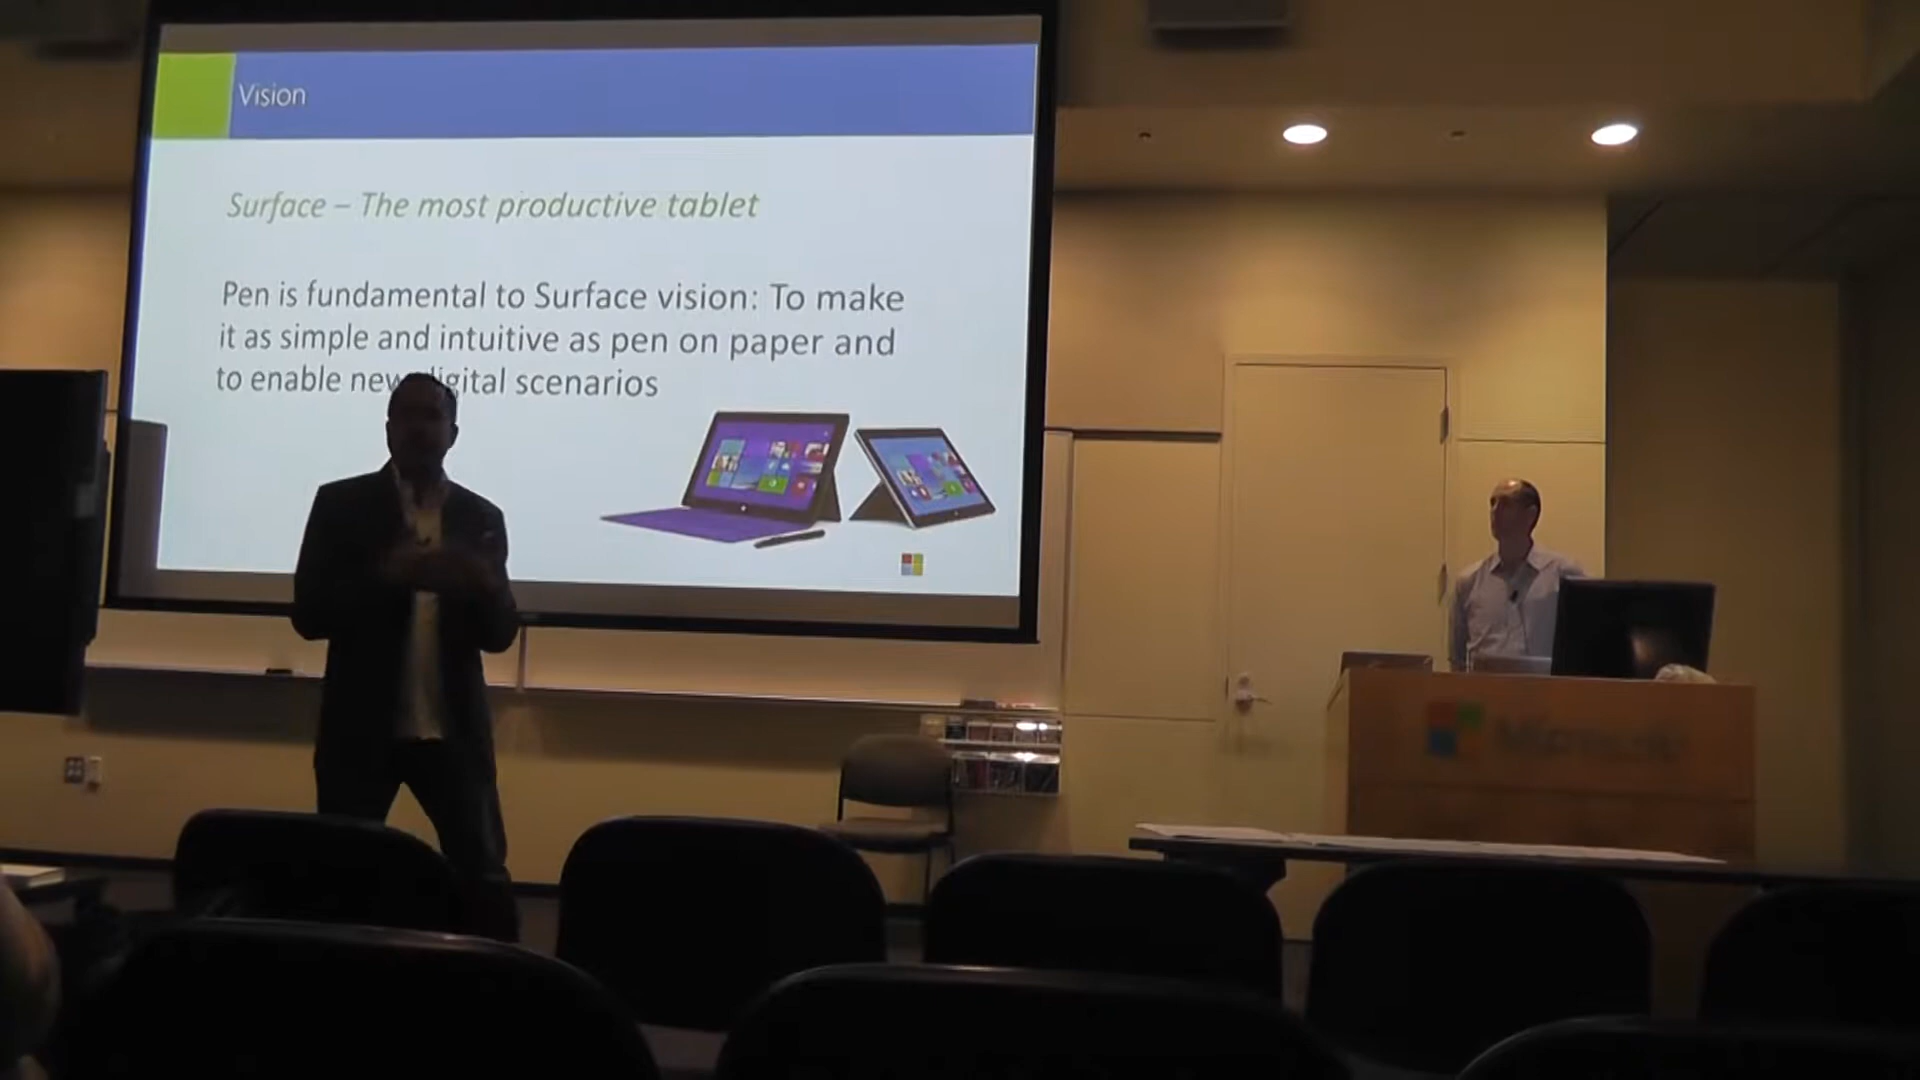 Vision
Surface – The most productive tablet
Pen is fundamental to Surface vision: To make
it as simple and intuitive as pen on paper and
to enable new digital scenarios
Microsoft